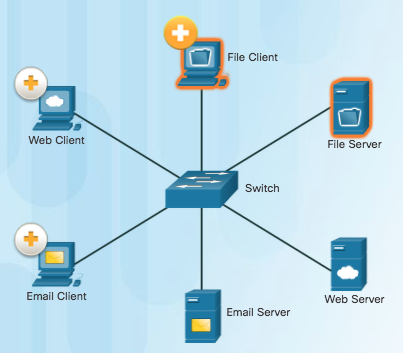 File Client
Web Client
File Server
Switch
Email Client
Email Server
Web Server